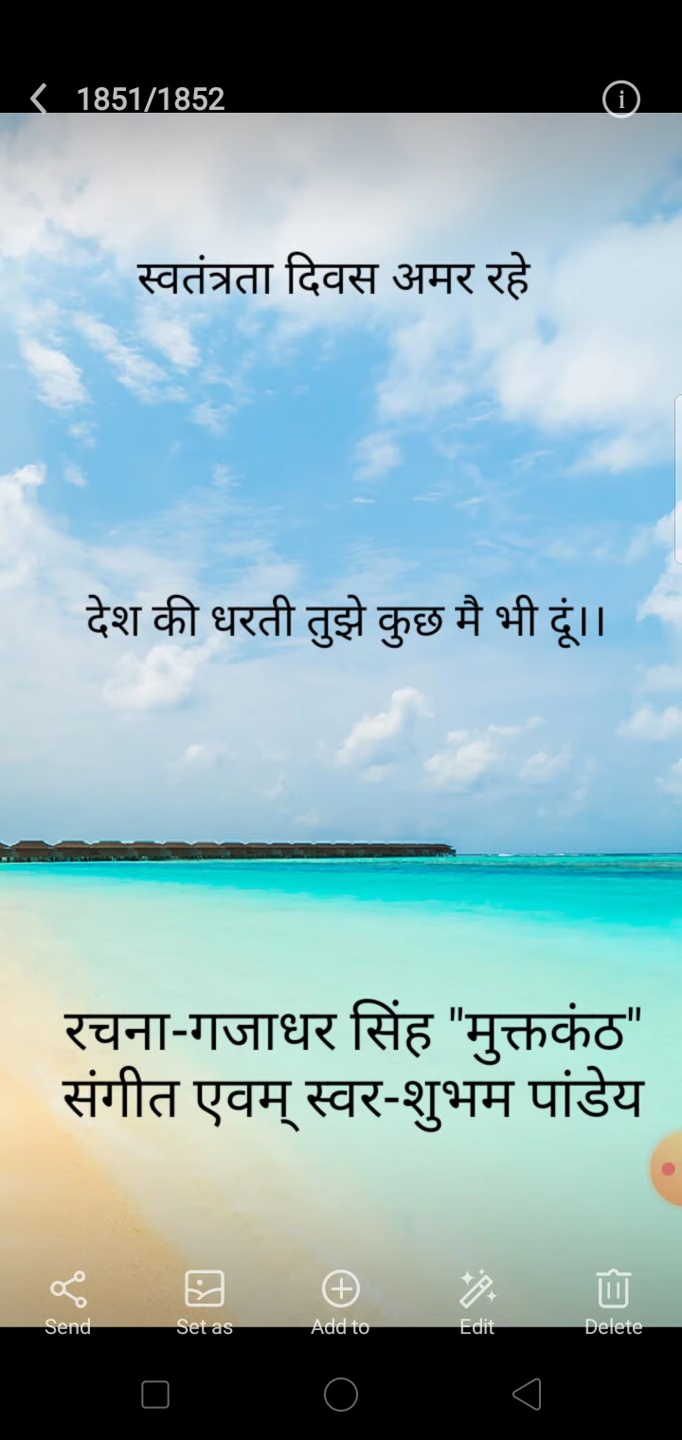 1851/1852
स्वतंत्रता दिवस अमर रहे
देश की धरती तुझे कुछ मै भी दूं।।
रचना-गजाधर सिंह "मुक्तकंठ"
संगीत एवम् स्वर-शुभम पांडेय
Send Set as Add to Edit Delete